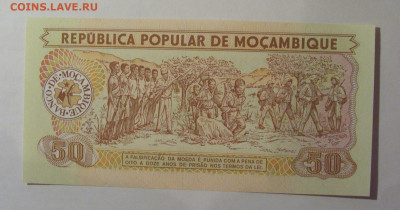 COINS.LAVE.RU
REPÚBLICA POPULAR DE MOÇAMBIQUE
BANCO DE MOÇAMBIQUE
50
A FALSIFICAÇÃO DA MOEDA É PUNIDA COM A PENA DE
OITO A DOZE ANOS DE PRISÃO NOS TERMOS DA LEI.
50